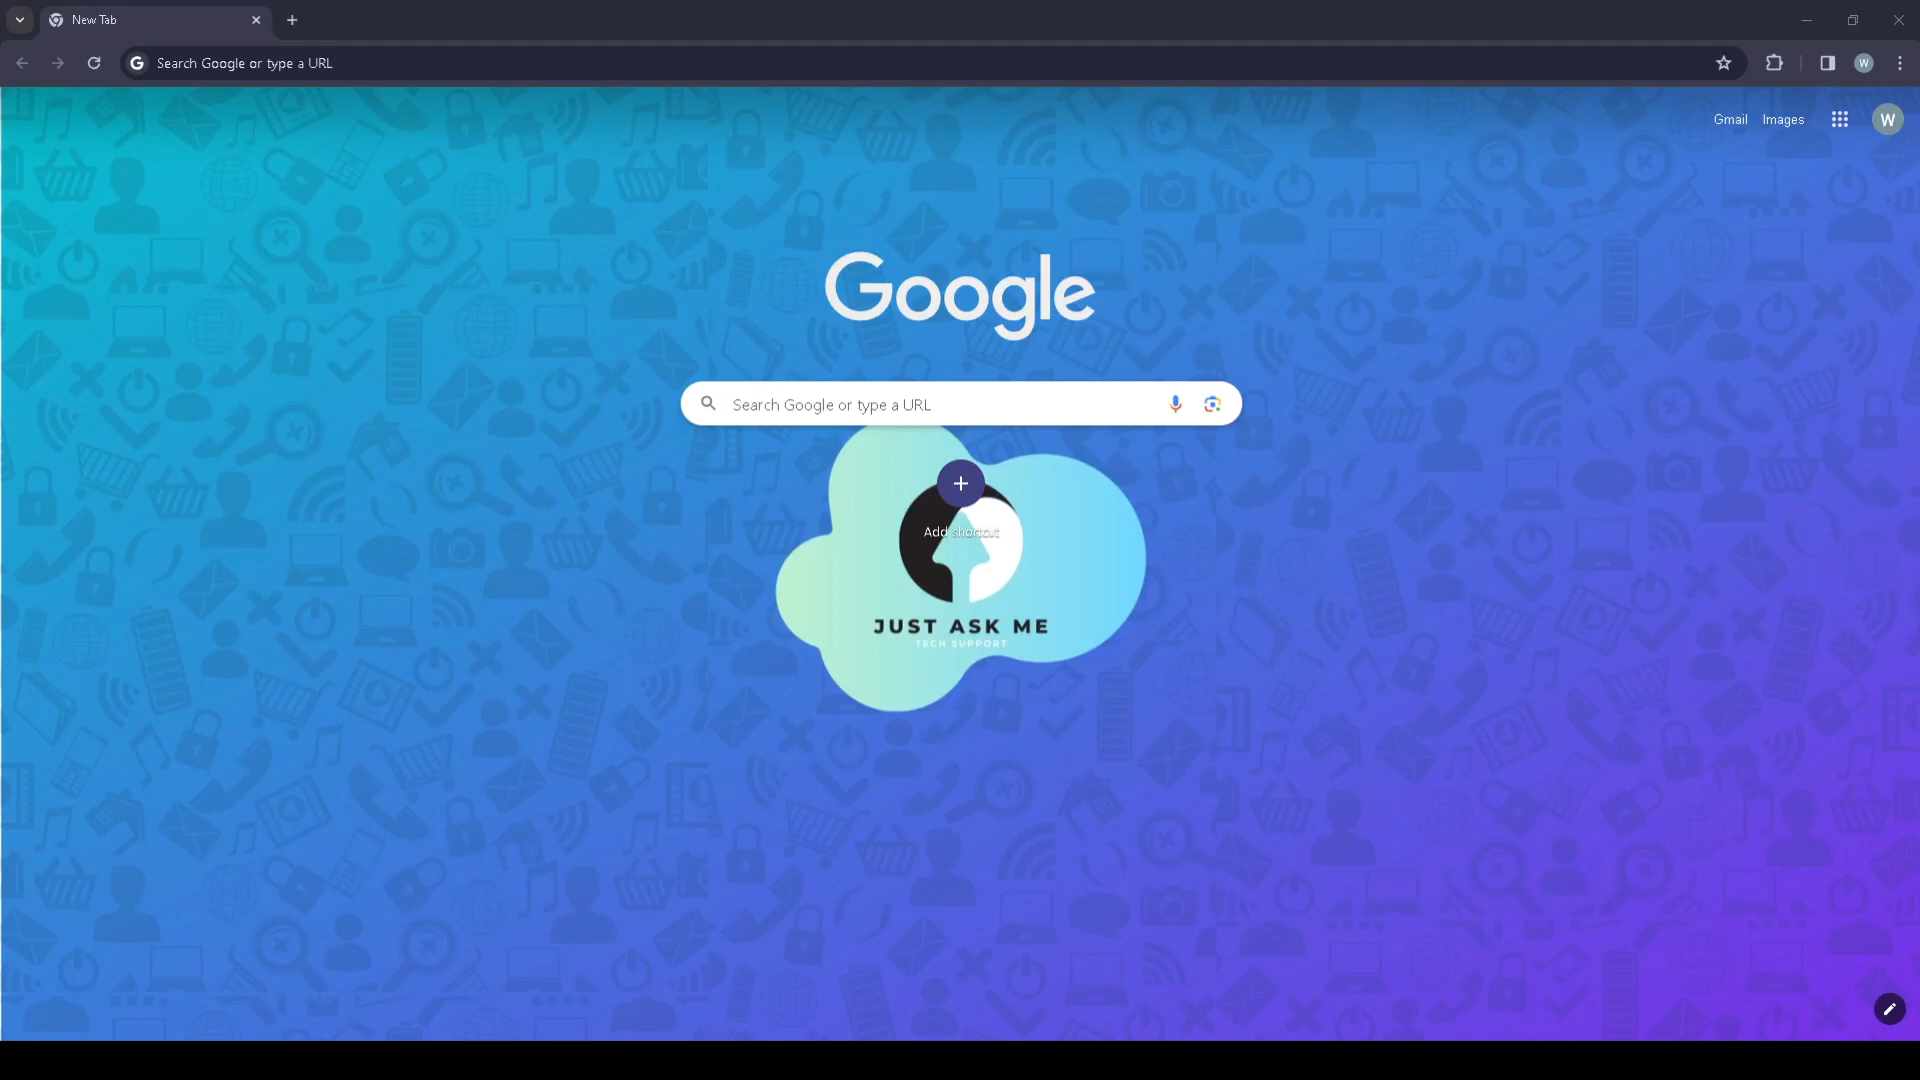 New Tab
Search Google or type a URL
W
Gmail
Images
W
Google
Search Google or type a URL
Add shortcut
JUST ASK ME
TECH SUPPORT